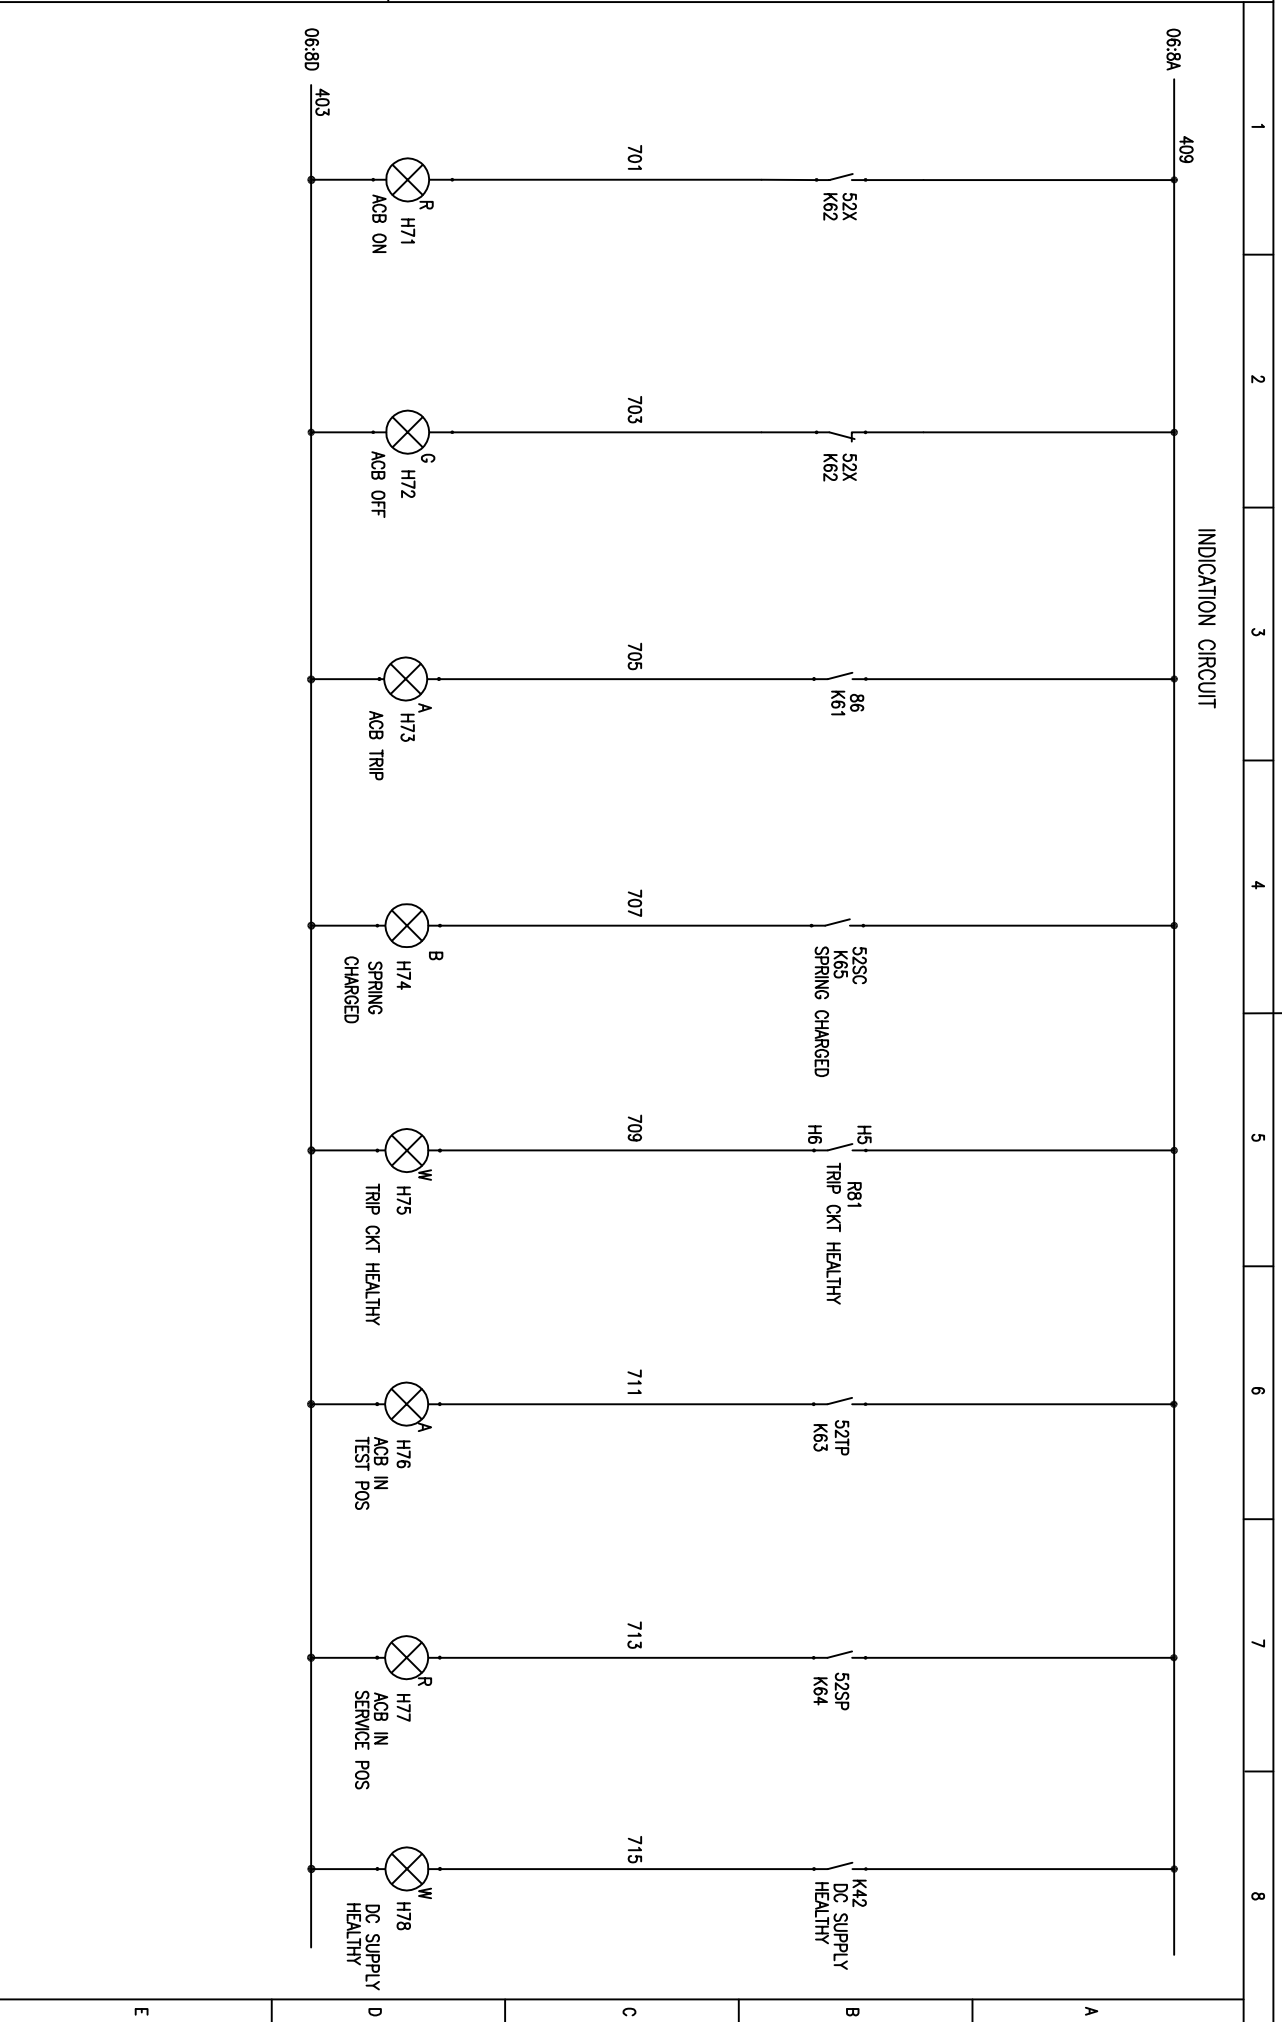 1
2
3
4
5
6
7
8
INDICATION CIRCUIT
06:8A
409
52X
K62
52X
K62
86
K61
52SC
K65
SPRING CHARGED
H5
H6
R81
TRIP CKT HEALTHY
52TP
K63
52SP
K64
K42
DC SUPPLY
HEALTHY
701
703
705
707
709
711
713
715
R
H71
ACB ON
G
H72
ACB OFF
A
H73
ACB TRIP
B
H74
SPRING
CHARGED
W
H75
TRIP CKT HEALTHY
A
H76
ACB IN
TEST POS
R
H77
ACB IN
SERVICE POS
W
H78
DC SUPPLY
HEALTHY
403
06:8D
A
B
C
D
E